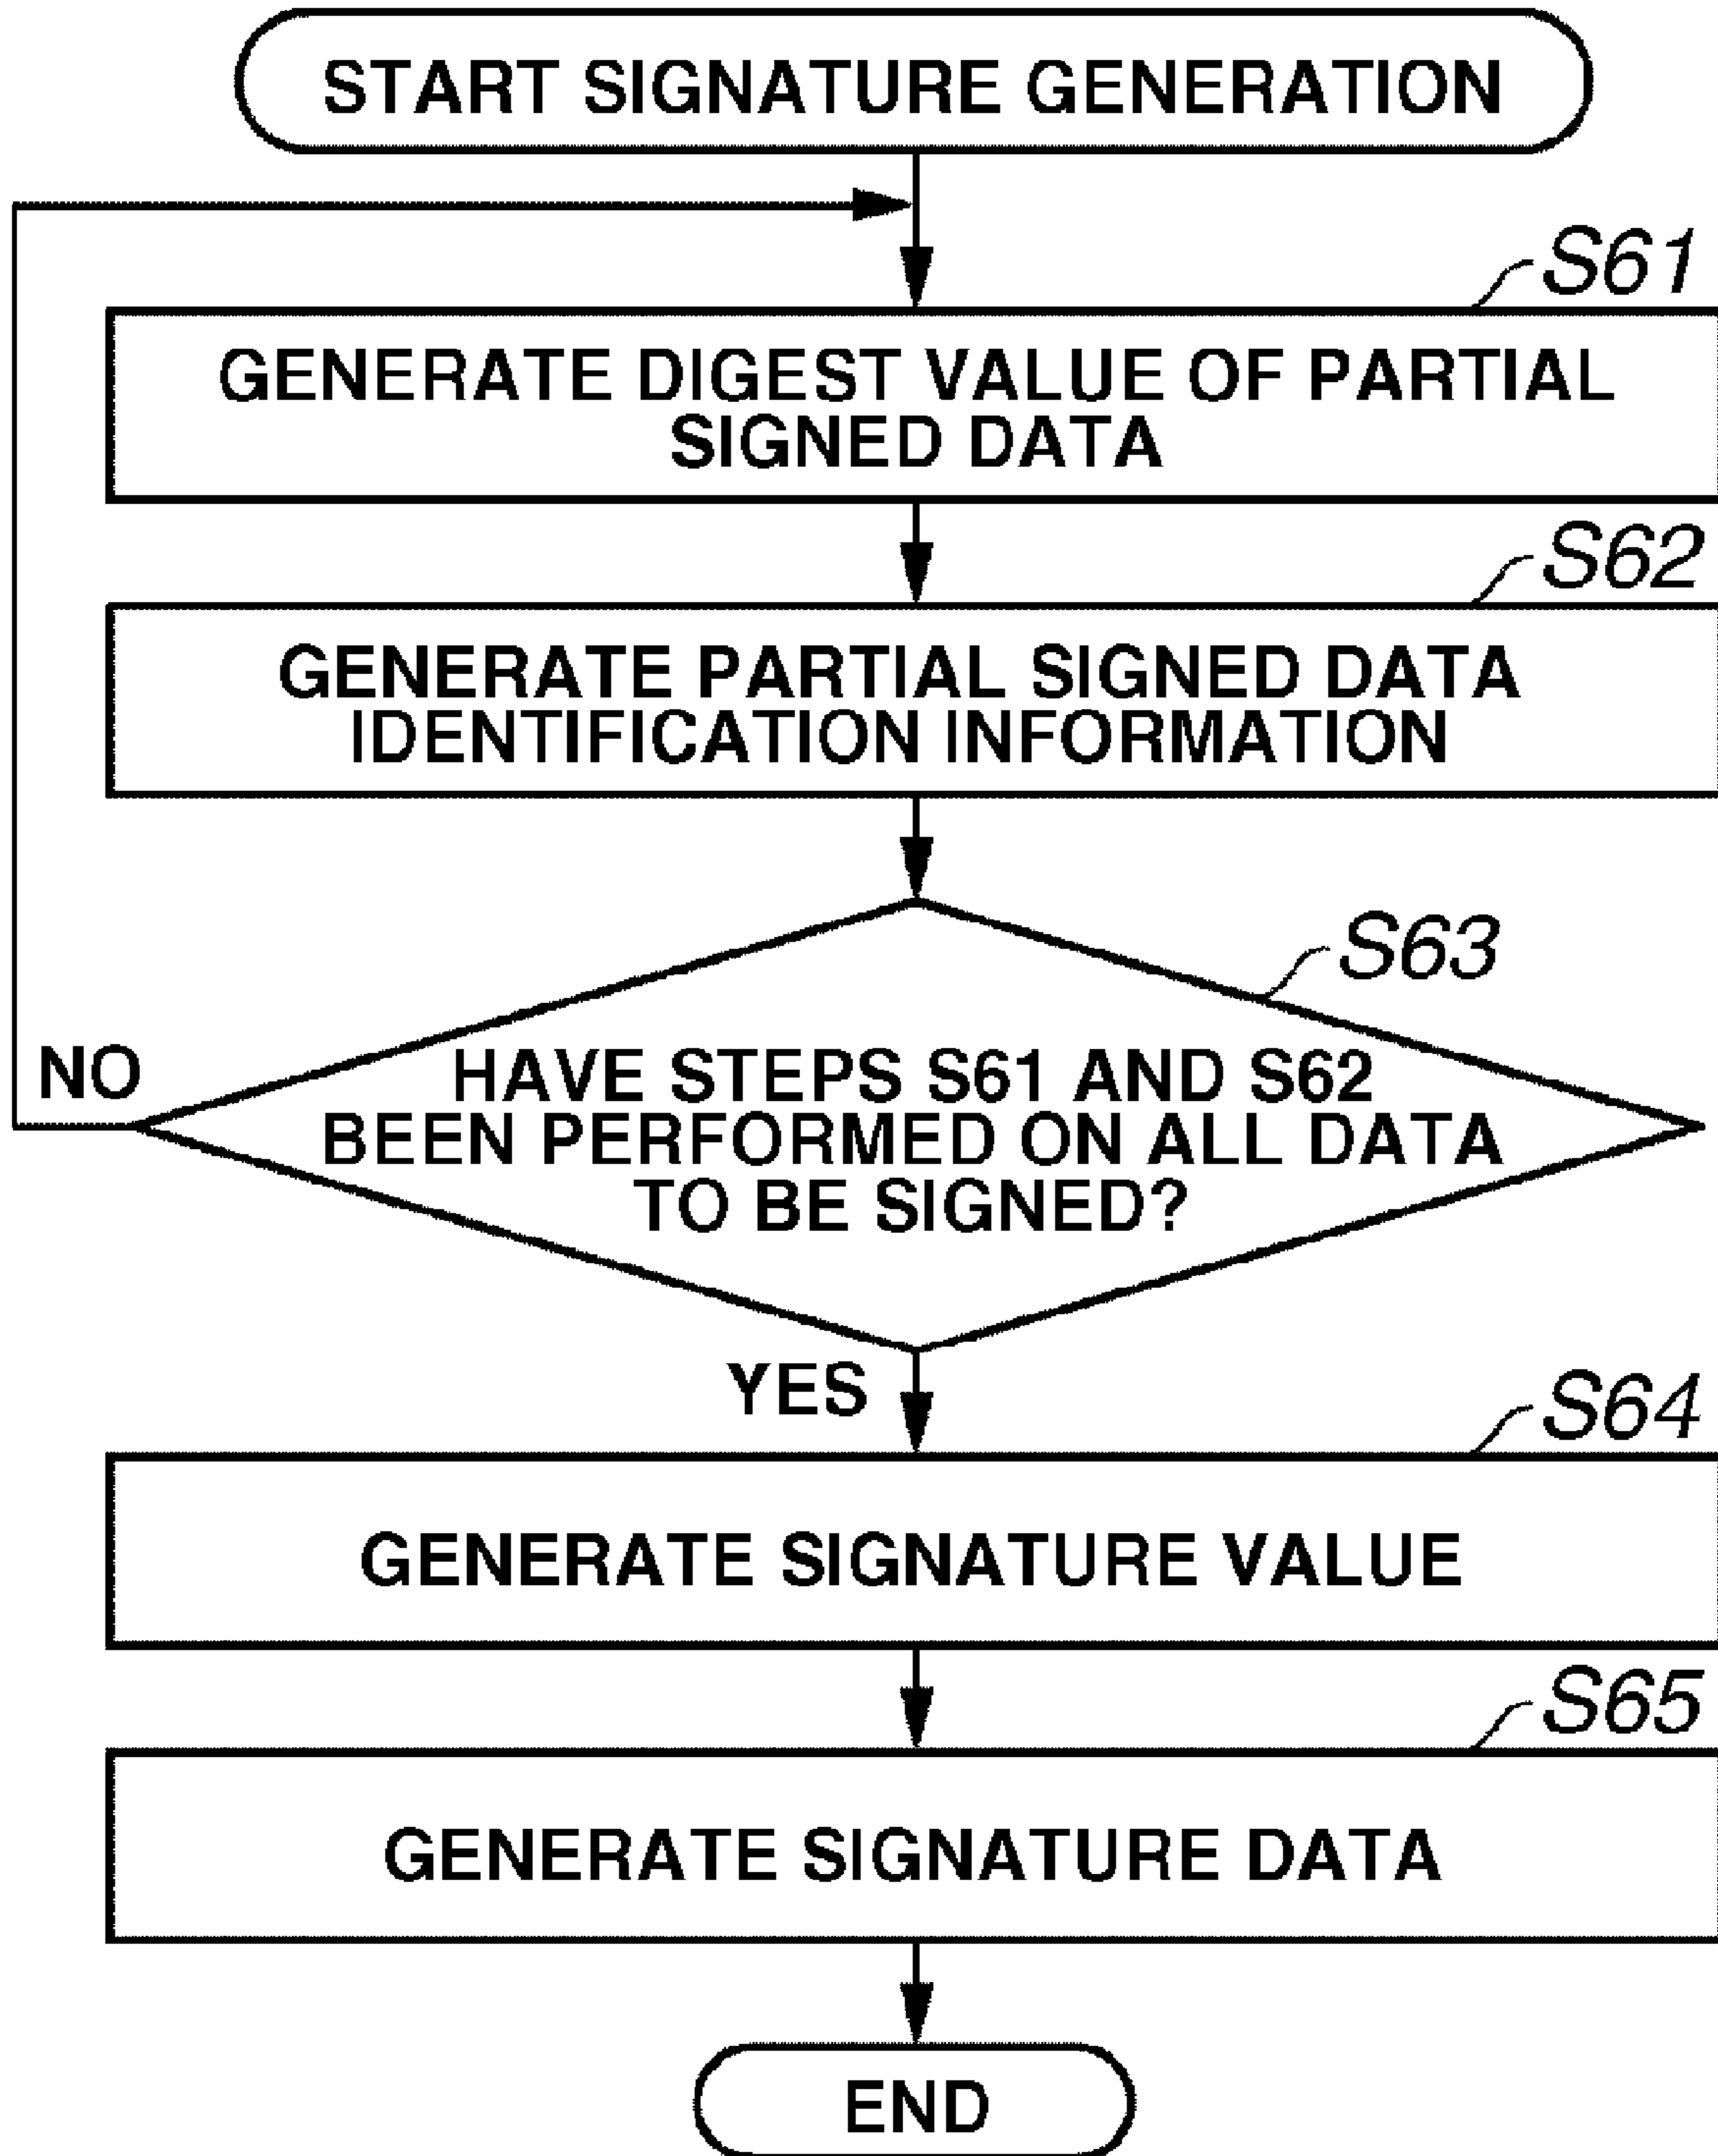 START SIGNATURE GENERATION
S61
GENERATE DIGEST VALUE OF PARTIAL
SIGNED DATA
S62
GENERATE PARTIAL SIGNED DATA
IDENTIFICATION INFORMATION
S63
NO
HAVE STEPS S61 AND S62
BEEN PERFORMED ON ALL DATA
TO BE SIGNED?
YES
S64
GENERATE SIGNATURE VALUE
S65
GENERATE SIGNATURE DATA
END